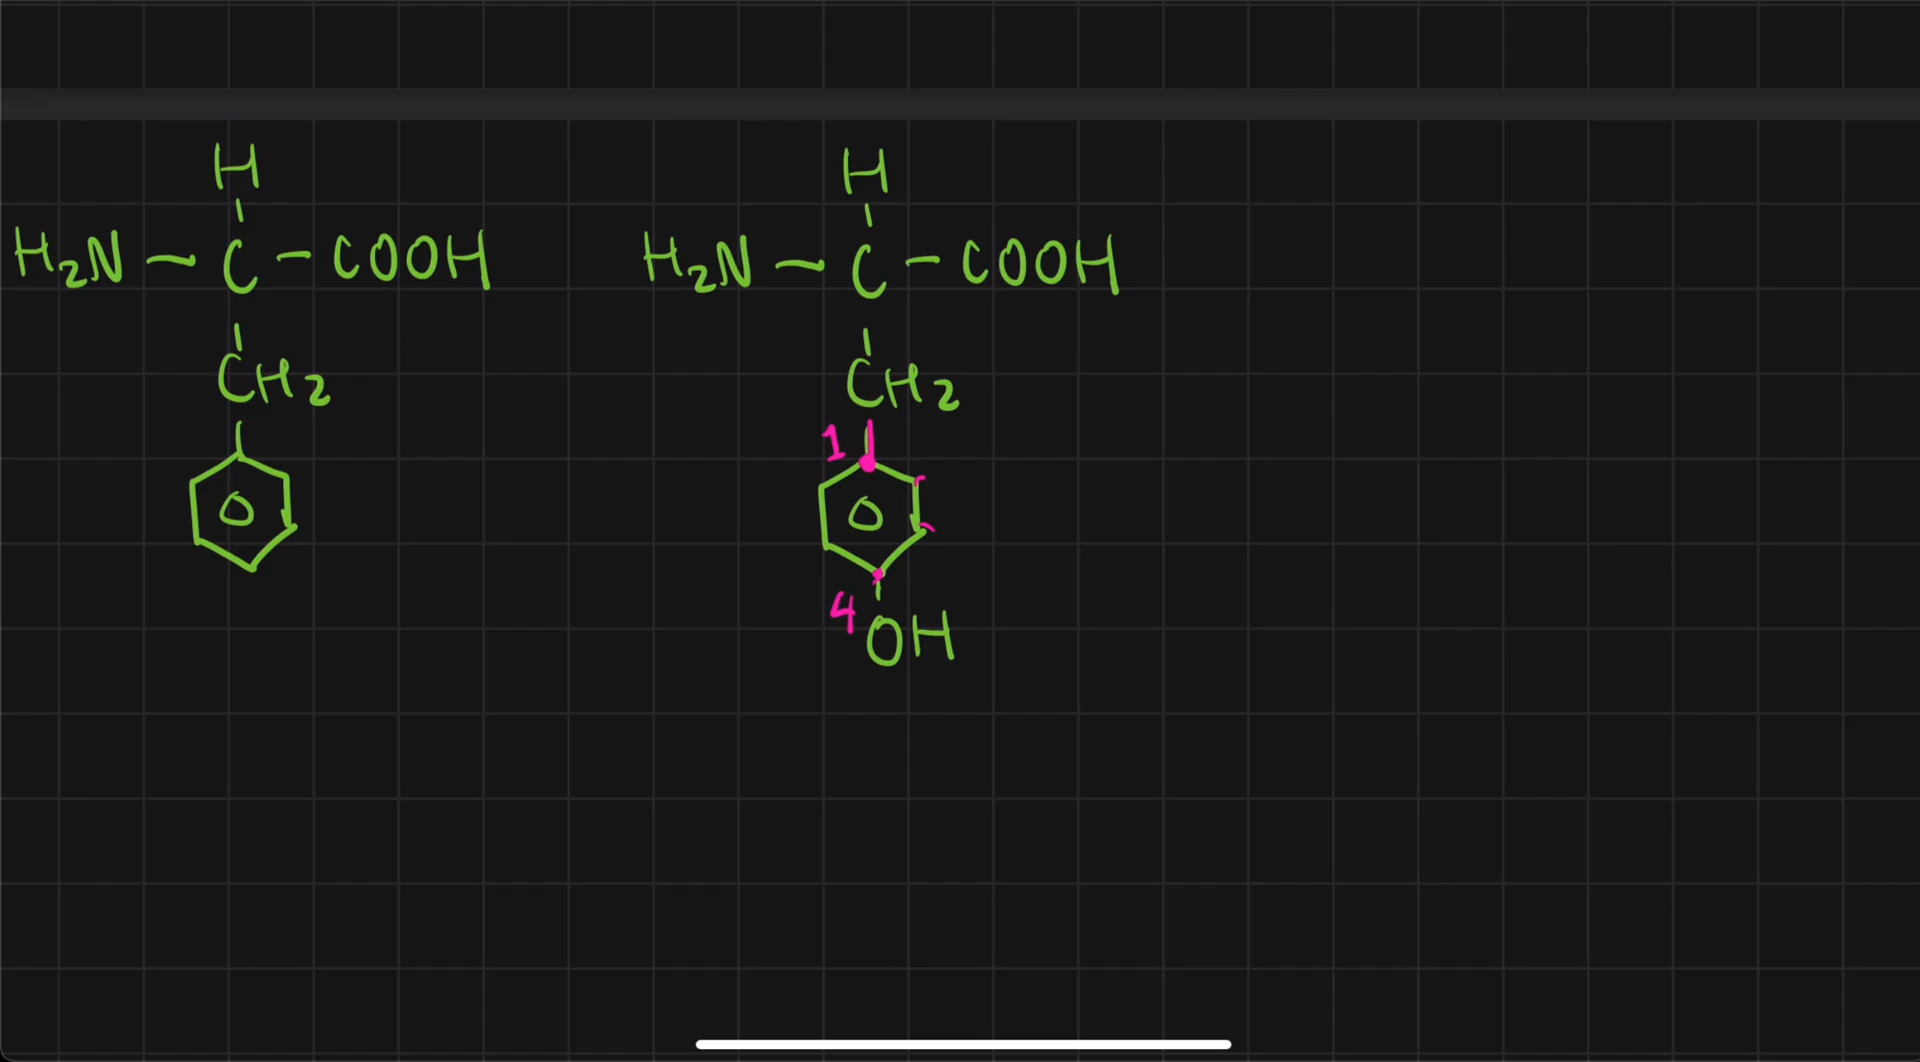 H
H₂N – C – COOH
CH₂
H
H₂N – C – COOH
CH₂
1
4
OH